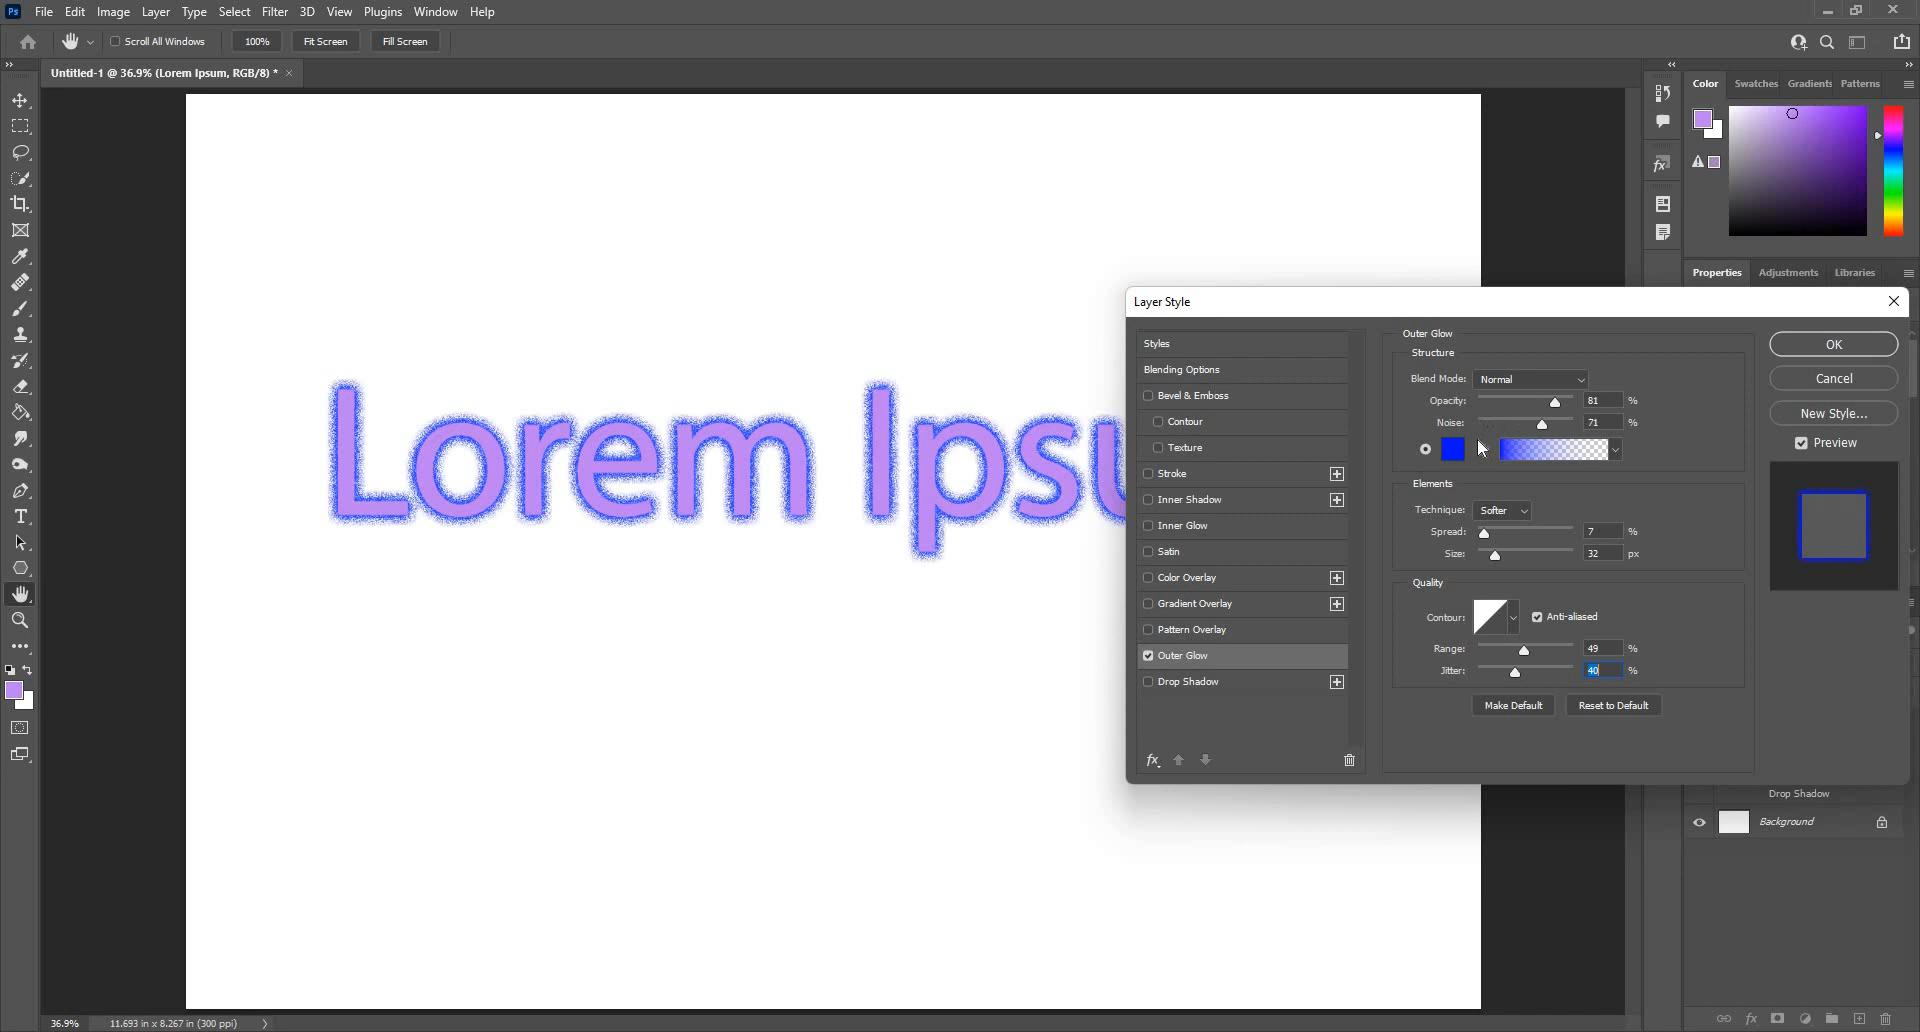 Ps File Edit Image Layer Type Select Filter 3D View Plugins Window Help
Scroll All Windows 100% Fit Screen Fill Screen
Untitled-1 @ 36.9% (Lorem Ipsum, RGB/8) * ×
Color Swatches Gradients Patterns
Properties Adjustments Libraries
Lorem Ipsu
Layer Style
Styles
Blending Options
Bevel & Emboss
Contour
Texture
Stroke
Inner Shadow
Inner Glow
Satin
Color Overlay
Gradient Overlay
Pattern Overlay
Outer Glow
Drop Shadow
fx
Outer Glow
Structure
Blend Mode: Normal
Opacity: 81 %
Noise: 71 %
Elements
Technique: Softer
Spread: 7 %
Size: 32 px
Quality
Contour: Anti-aliased
Range: 49 %
Jitter: 40 %
Make Default Reset to Default
OK
Cancel
New Style...
Preview
Drop Shadow
Background
36.9% 11.693 in x 8.267 in (300 ppi)
fx